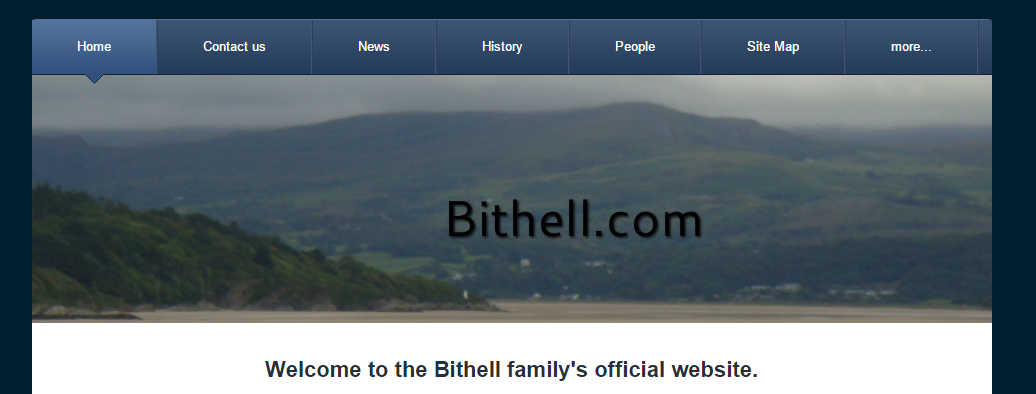 Home Contact us News History People Site Map more...
Bithell.com
Welcome to the Bithell family's official website.